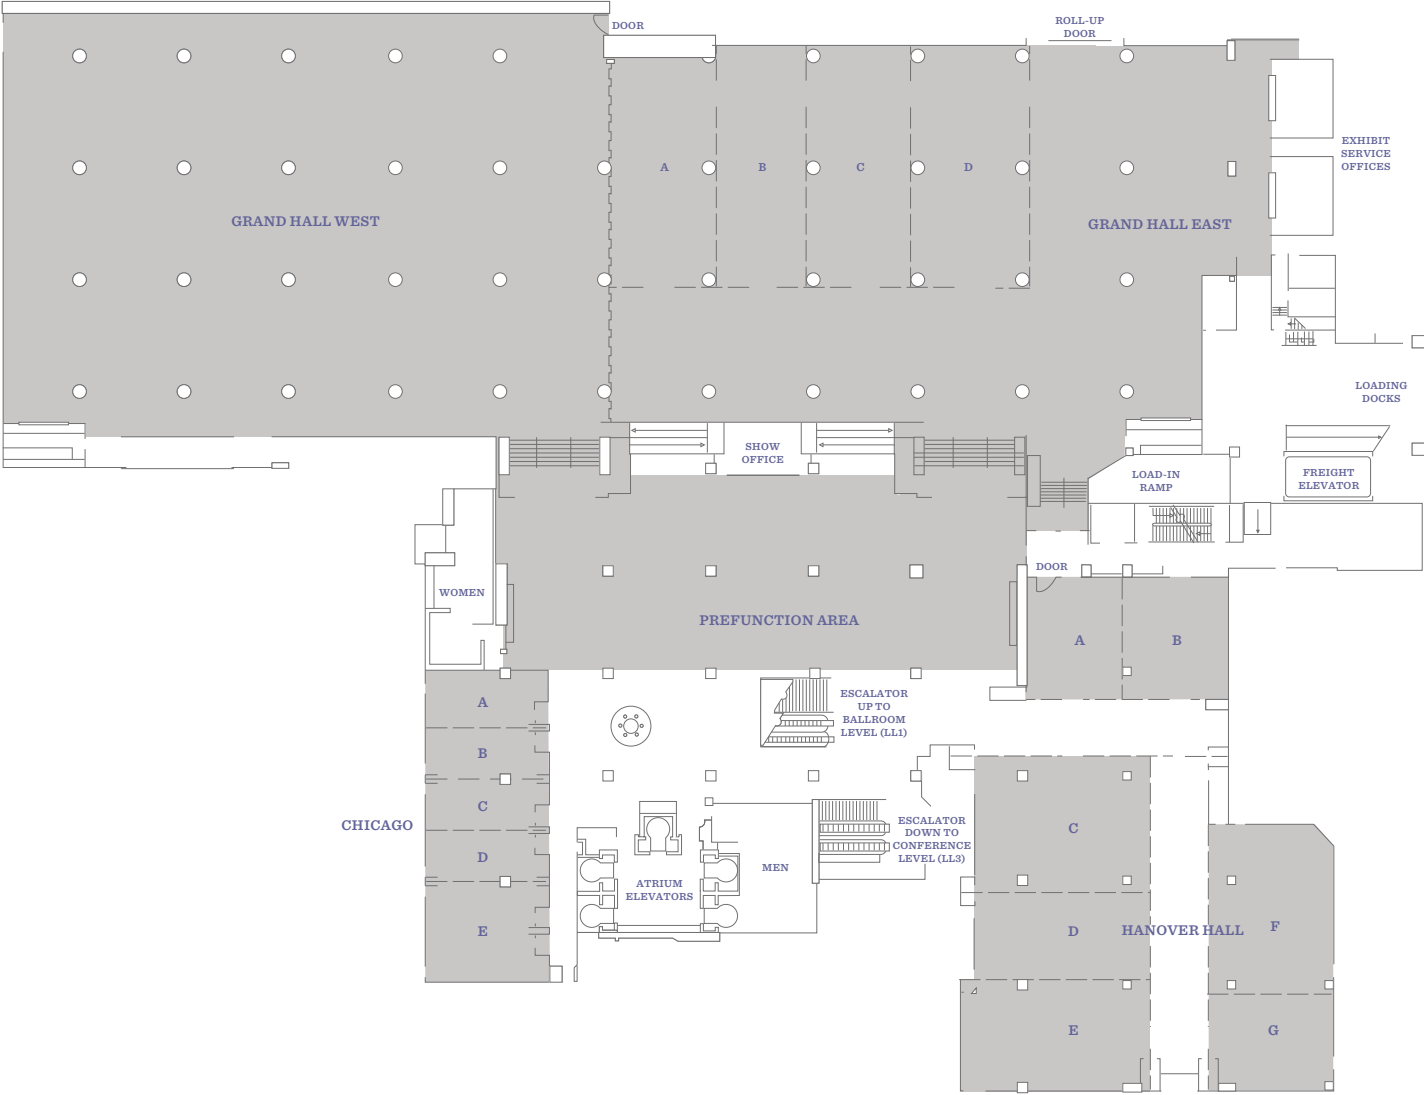 DOOR
ROLL-UP
DOOR
EXHIBIT
SERVICE
OFFICES
A
B
C
D
GRAND HALL WEST
GRAND HALL EAST
LOADING
DOCKS
SHOW
OFFICE
LOAD-IN
RAMP
FREIGHT
ELEVATOR
DOOR
WOMEN
PREFUNCTION AREA
A
B
A
B
C
D
E
CHICAGO
ESCALATOR
UP TO
BALLROOM
LEVEL (LL1)
ESCALATOR
DOWN TO
CONFERENCE
LEVEL (LL3)
MEN
ATRIUM
ELEVATORS
C
D
HANOVER HALL
F
E
G